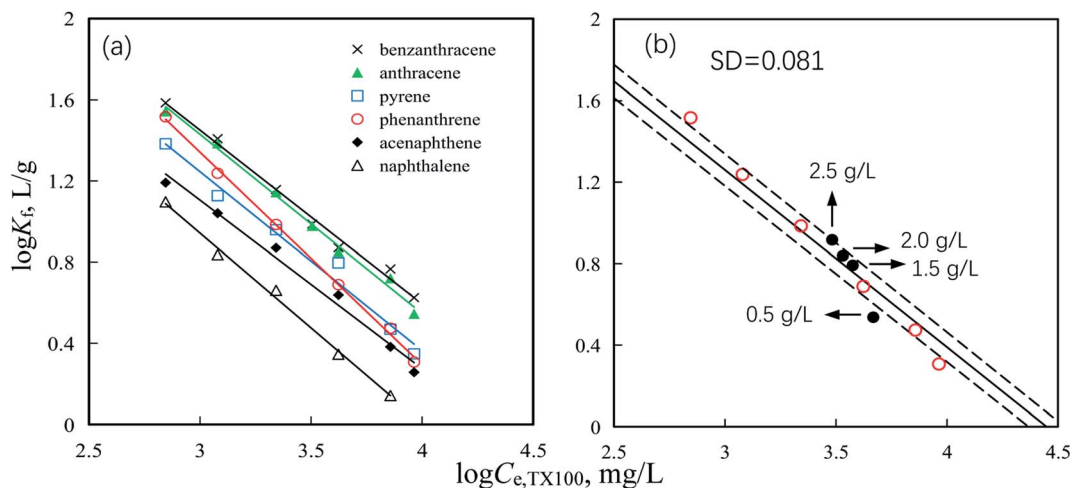 (a)
benzanthracene
anthracene
pyrene
phenanthrene
acenaphthene
naphthalene
2
1.6
1.2
0.8
0.4
0
logKf, L/g
2.5 3 3.5 4 4.5
(b)
SD=0.081
2.5 g/L
2.0 g/L
1.5 g/L
0.5 g/L
2
1.6
1.2
0.8
0.4
0
2.5 3 3.5 4 4.5
logCe,TX100, mg/L